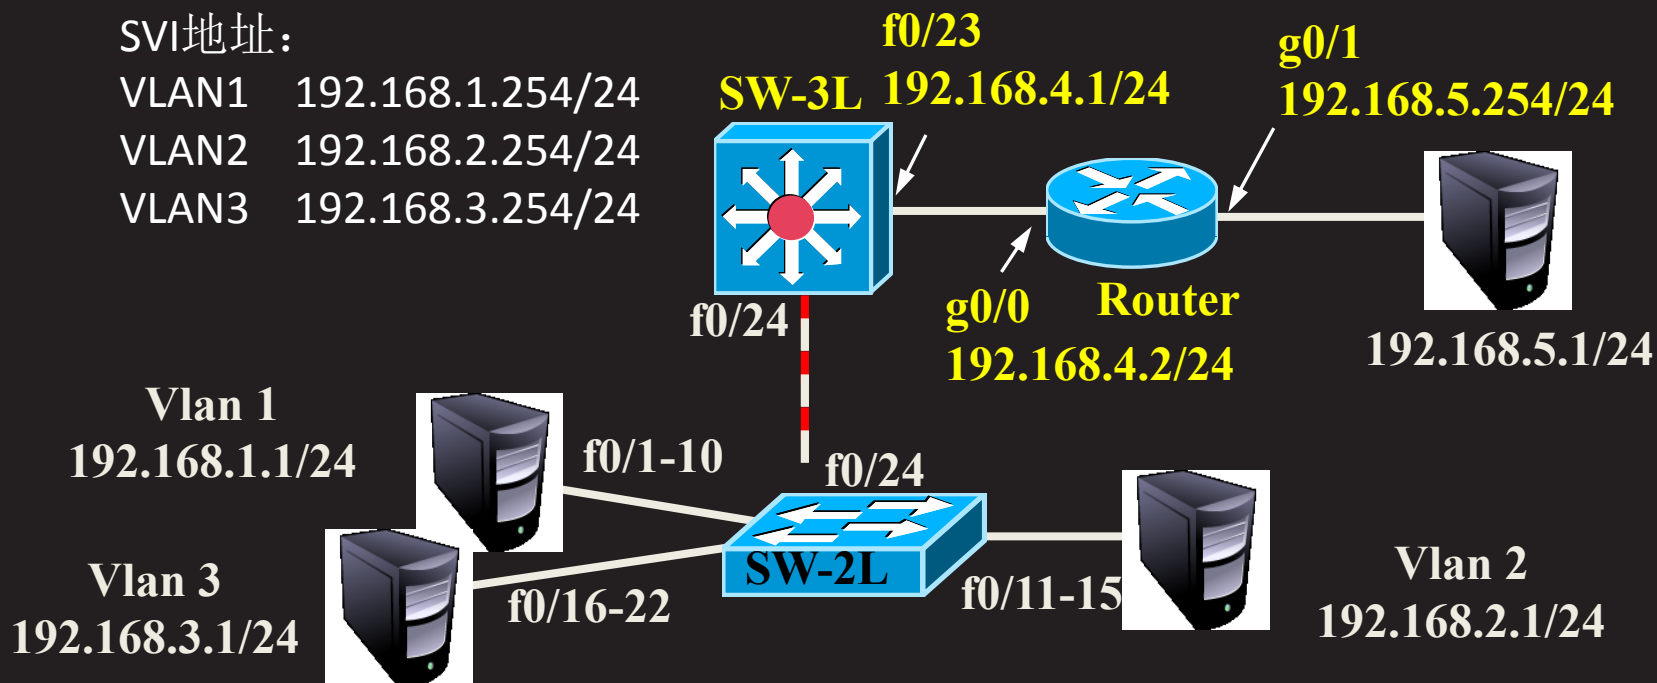 SVI地址：
VLAN1 192.168.1.254/24
VLAN2 192.168.2.254/24
VLAN3 192.168.3.254/24
SW-3L
f0/23
192.168.4.1/24
g0/1
192.168.5.254/24
f0/24
g0/0
192.168.4.2/24
Router
192.168.5.1/24
Vlan 1
192.168.1.1/24
f0/1-10
f0/24
Vlan 3
192.168.3.1/24
f0/16-22
SW-2L
f0/11-15
Vlan 2
192.168.2.1/24